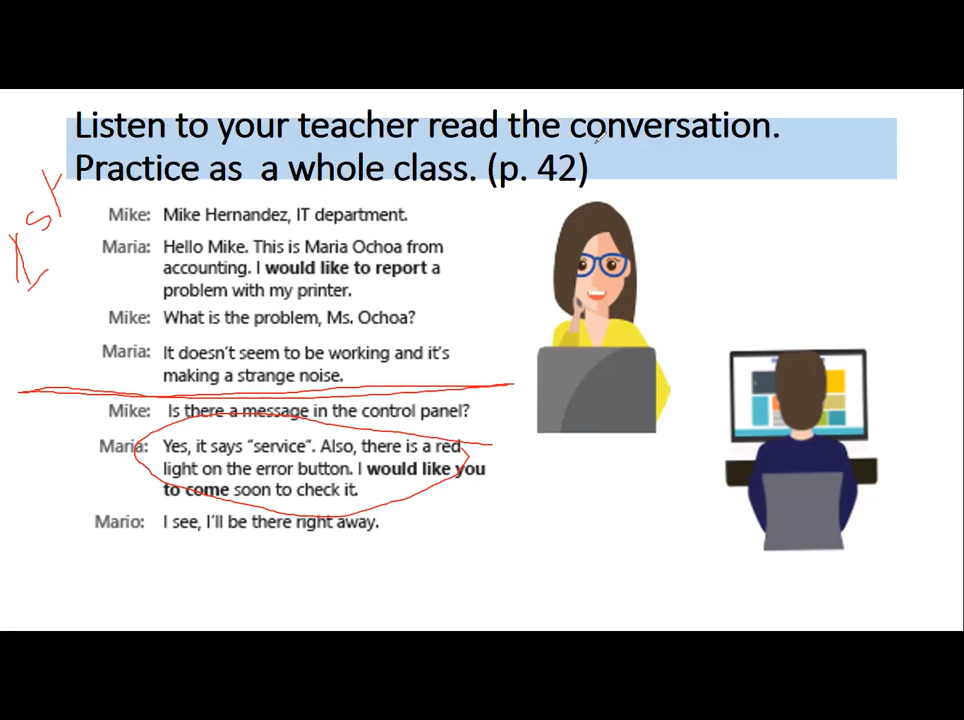 Listen to your teacher read the conversation.
Practice as a whole class. (p. 42)
Mike: Mike Hernandez, IT department.
Maria: Hello Mike. This is Maria Ochoa from
accounting. I would like to report a
problem with my printer.
Mike: What is the problem, Ms. Ochoa?
Maria: It doesn't seem to be working and it's
making a strange noise.
Mike: Is there a message in the control panel?
Maria: Yes, it says "service". Also, there is a red
light on the error button. I would like you
to come soon to check it.
Mario: I see, I'll be there right away.